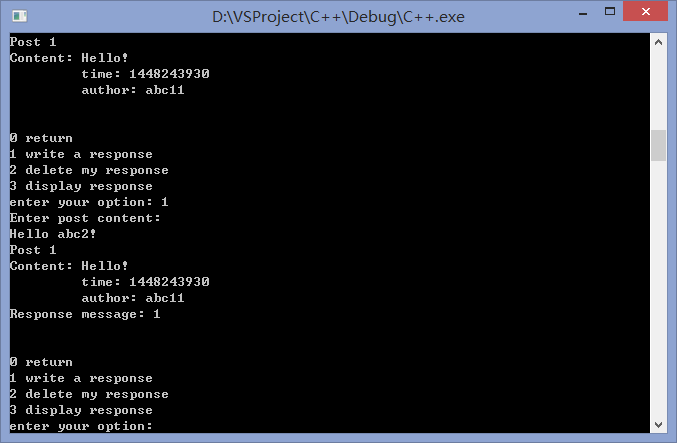 D:\VSProject\C++\Debug\C++.exe
Post 1
Content: Hello!
time: 1448243930
author: abc11
0 return
1 write a response
2 delete my response
3 display response
enter your option: 1
Enter post content:
Hello abc2!
Post 1
Content: Hello!
time: 1448243930
author: abc11
Response message: 1
0 return
1 write a response
2 delete my response
3 display response
enter your option: